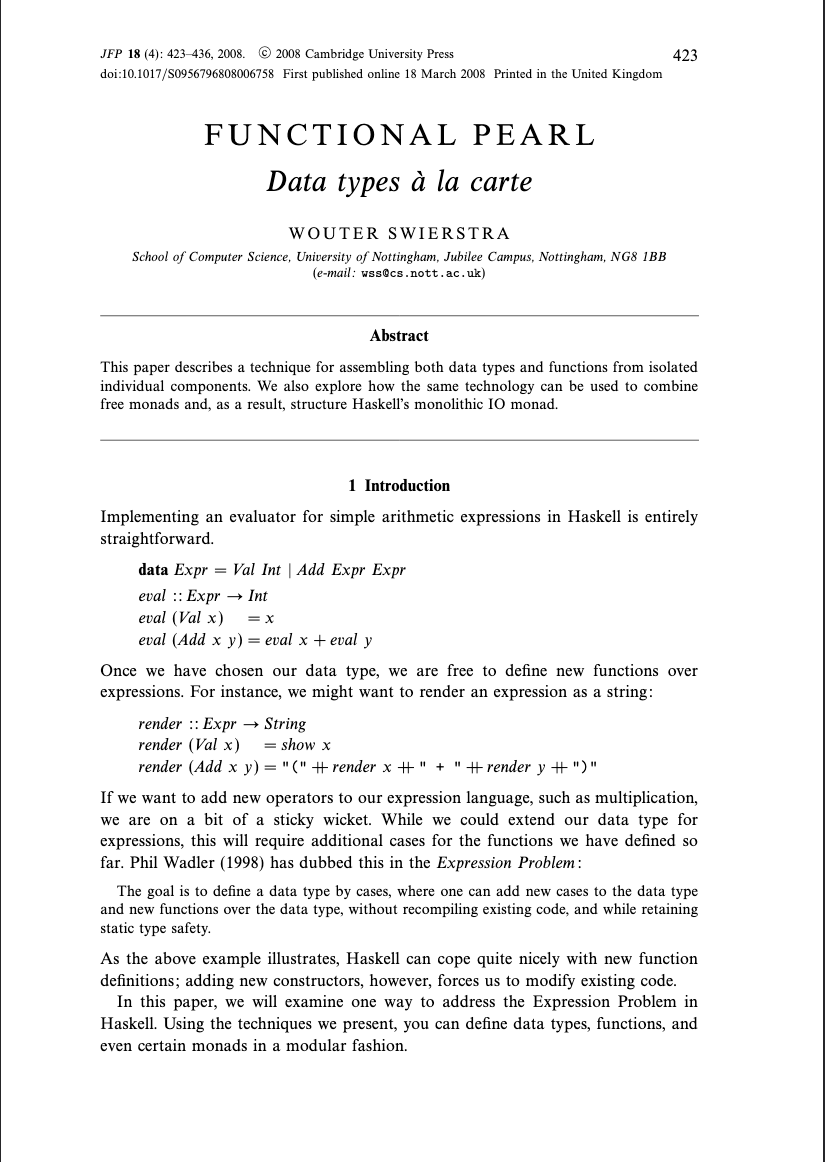 JFP 18 (4): 423–436, 2008. © 2008 Cambridge University Press 423
doi:10.1017/S0956796808006758 First published online 18 March 2008 Printed in the United Kingdom
FUNCTIONAL PEARL
Data types à la carte
WOUTER SWIERSTRA
School of Computer Science, University of Nottingham, Jubilee Campus, Nottingham, NG8 1BB
(e-mail: wss@cs.nott.ac.uk)
Abstract
This paper describes a technique for assembling both data types and functions from isolated
individual components. We also explore how the same technology can be used to combine
free monads and, as a result, structure Haskell's monolithic IO monad.
1 Introduction
Implementing an evaluator for simple arithmetic expressions in Haskell is entirely
straightforward.
data Expr = Val Int | Add Expr Expr
eval :: Expr → Int
eval (Val x) = x
eval (Add x y) = eval x + eval y
Once we have chosen our data type, we are free to define new functions over
expressions. For instance, we might want to render an expression as a string:
render :: Expr → String
render (Val x) = show x
render (Add x y) = "(" ++ render x ++ " + " ++ render y ++ ")"
If we want to add new operators to our expression language, such as multiplication,
we are on a bit of a sticky wicket. While we could extend our data type for
expressions, this will require additional cases for the functions we have defined so
far. Phil Wadler (1998) has dubbed this in the Expression Problem:
The goal is to define a data type by cases, where one can add new cases to the data type
and new functions over the data type, without recompiling existing code, and while retaining
static type safety.
As the above example illustrates, Haskell can cope quite nicely with new function
definitions; adding new constructors, however, forces us to modify existing code.
In this paper, we will examine one way to address the Expression Problem in
Haskell. Using the techniques we present, you can define data types, functions, and
even certain monads in a modular fashion.